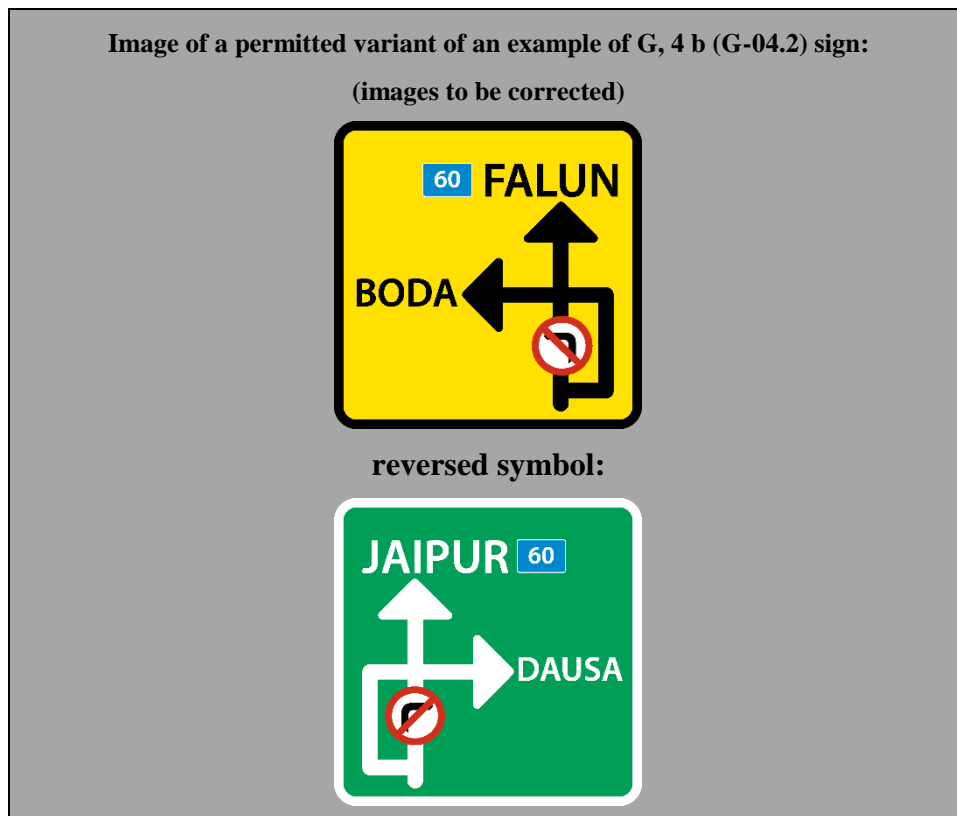 Image of a permitted variant of an example of G, 4 b (G-04.2) sign:
(images to be corrected)
60 FALUN
BODA
reversed symbol:
JAIPUR 60
DAUSA